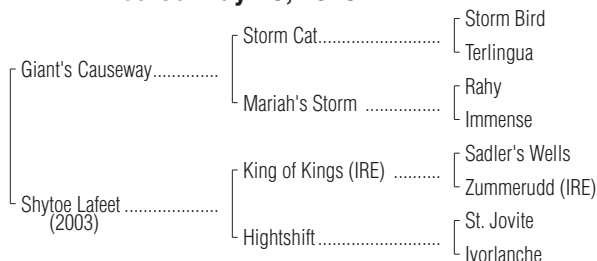 Storm Bird
Storm Cat
Terlingua
Giant's Causeway
Rahy
Mariah's Storm
Immense
Sadler's Wells
King of Kings (IRE)
Zummerudd (IRE)
Shytoe Lafeet
(2003)
St. Jovite
Hightshift
Ivorlanche